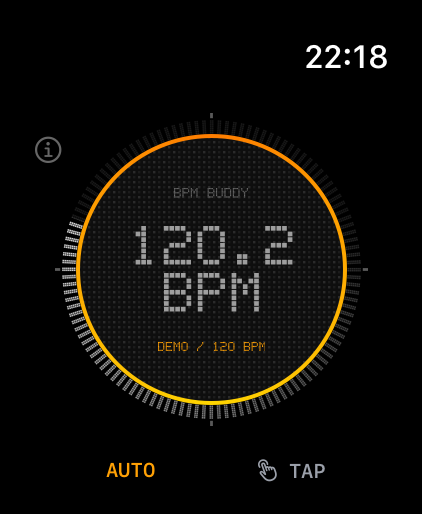 22:18
BPM BUDDY
120.2
BPM
DEMO / 120 BPM
AUTO
TAP